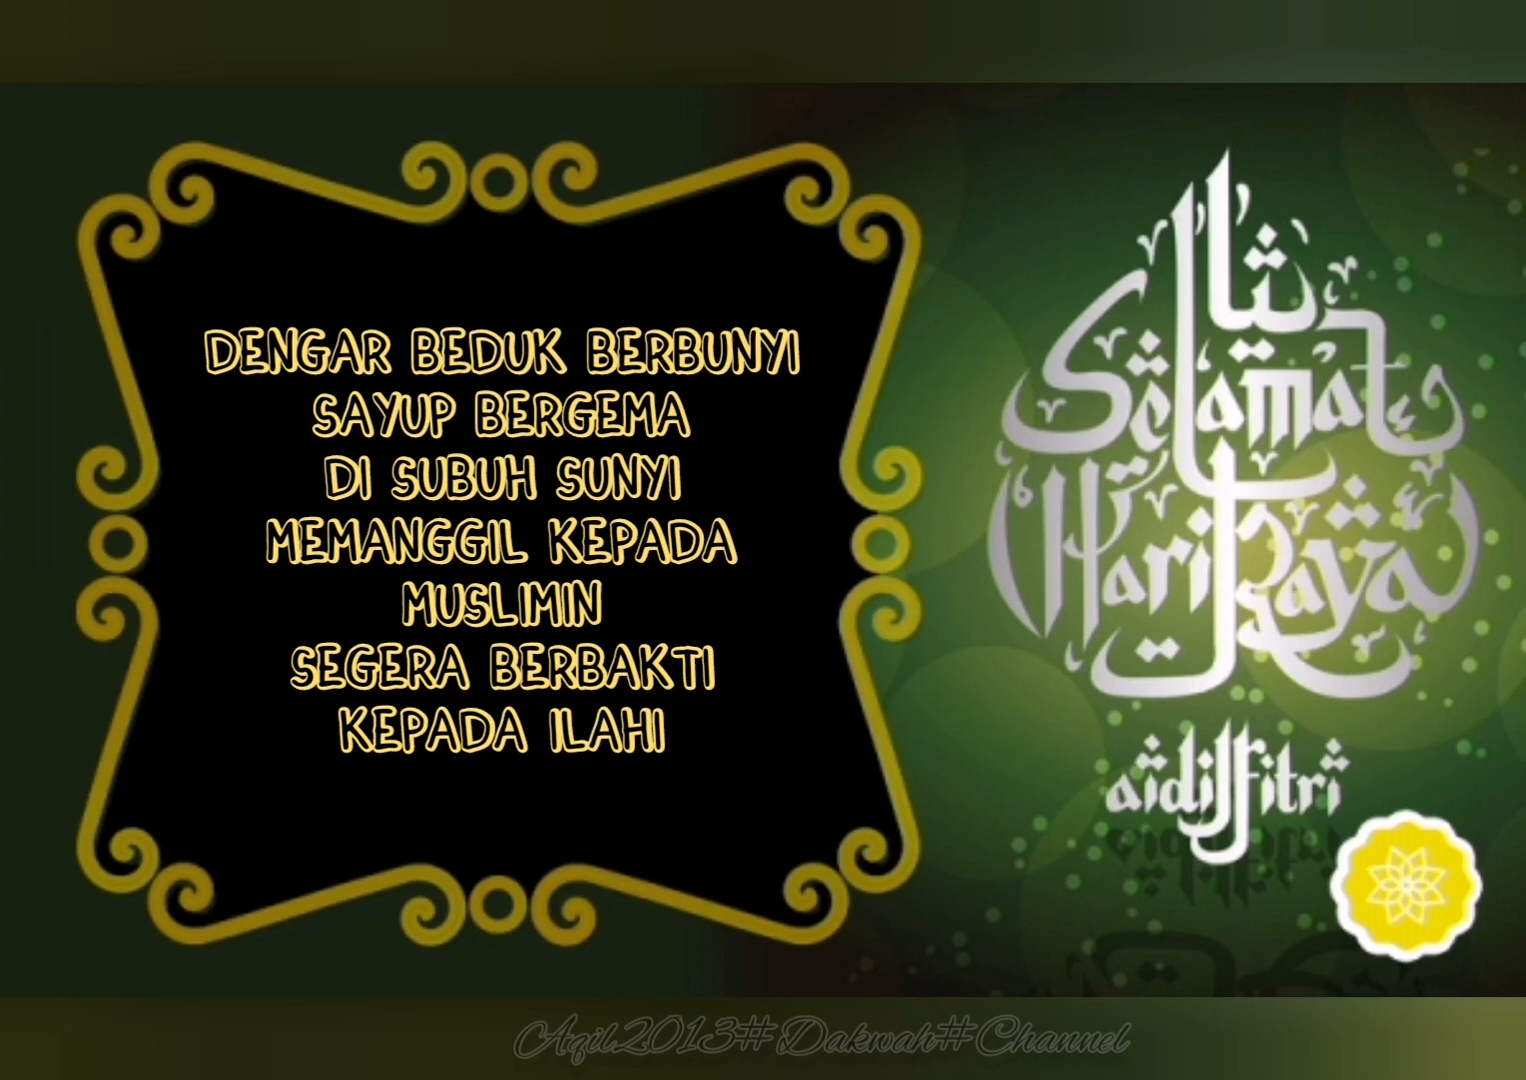 DENGAR BEDUK BERBUNYI
SAYUP BERGEMA
DI SUBUH SUNYI
MEMANGGIL KEPADA
MUSLIMIN
SEGERA BERBAKTI
KEPADA ILAHI
Selamat
Hari Raya
aidilfitri
Aqil2013#Dakwah#Channel